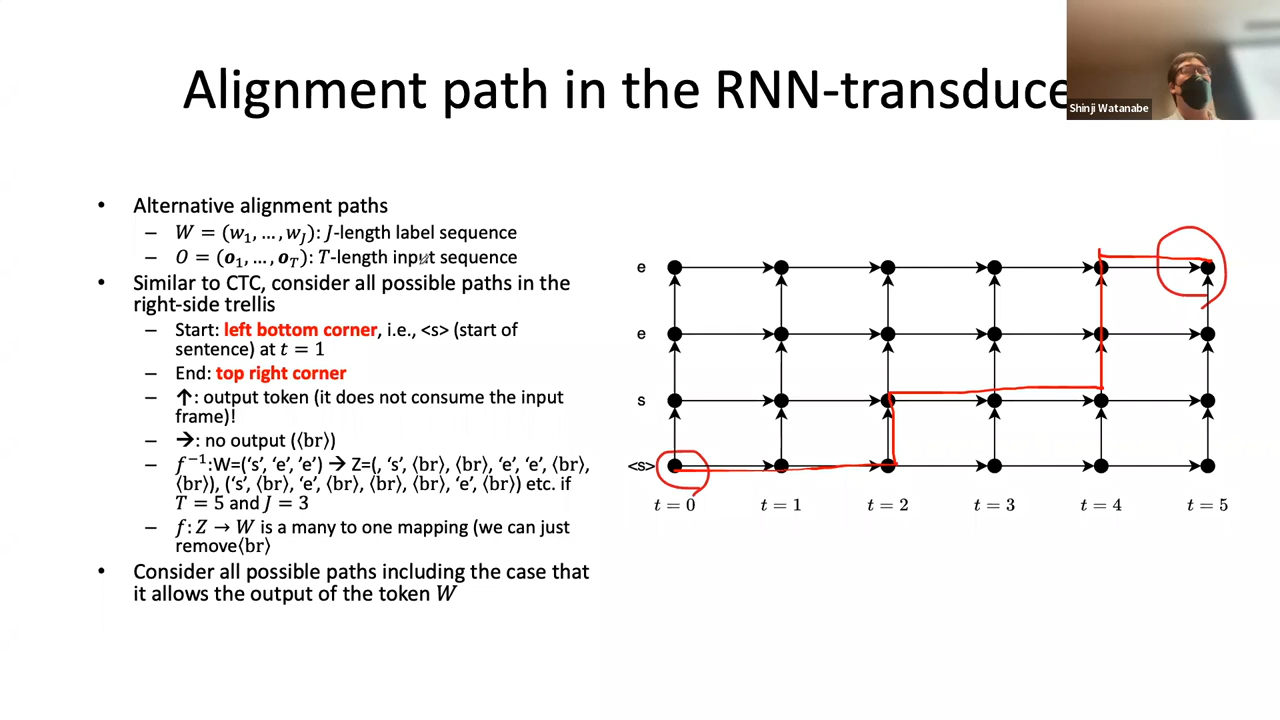 Alignment path in the RNN-transduce
Shinji Watanabe
• Alternative alignment paths
– W = (w₁, …, w_J): J-length label sequence
– O = (o₁, …, o_T): T-length input sequence
• Similar to CTC, consider all possible paths in the
right-side trellis
– Start: left bottom corner, i.e., <s> (start of
sentence) at t = 1
– End: top right corner
– ↑: output token (it does not consume the input
frame)!
– →: no output (⟨br⟩)
– f⁻¹:W=(‘s’, ‘e’, ‘e’) → Z=(, ‘s’, ⟨br⟩, ⟨br⟩, ‘e’, ‘e’, ⟨br⟩,
⟨br⟩), (‘s’, ⟨br⟩, ‘e’, ⟨br⟩, ⟨br⟩, ⟨br⟩, ‘e’, ⟨br⟩) etc. if
T = 5 and J = 3
– f: Z → W is a many to one mapping (we can just
remove⟨br⟩
• Consider all possible paths including the case that
it allows the output of the token W
e
e
s
<s>
t = 0 t = 1 t = 2 t = 3 t = 4 t = 5